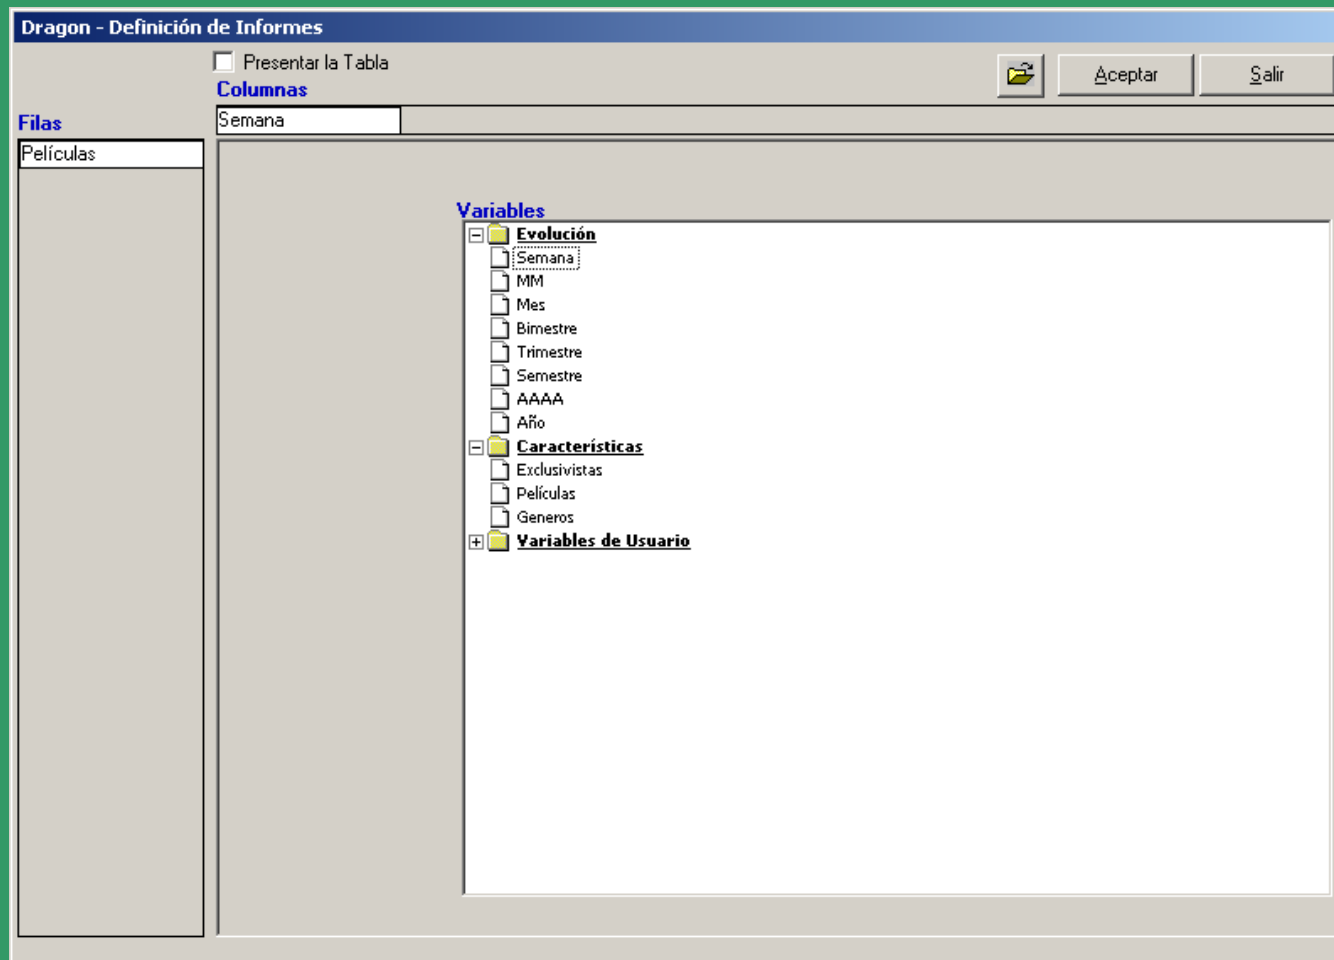 Dragon - Definición de Informes
Presentar la Tabla
Aceptar
Salir
Columnas
Filas
Semana
Películas
Variables
Evolución
Semana
MM
Mes
Bimestre
Trimestre
Semestre
AAAA
Año
Características
Exclusivistas
Películas
Generos
Variables de Usuario